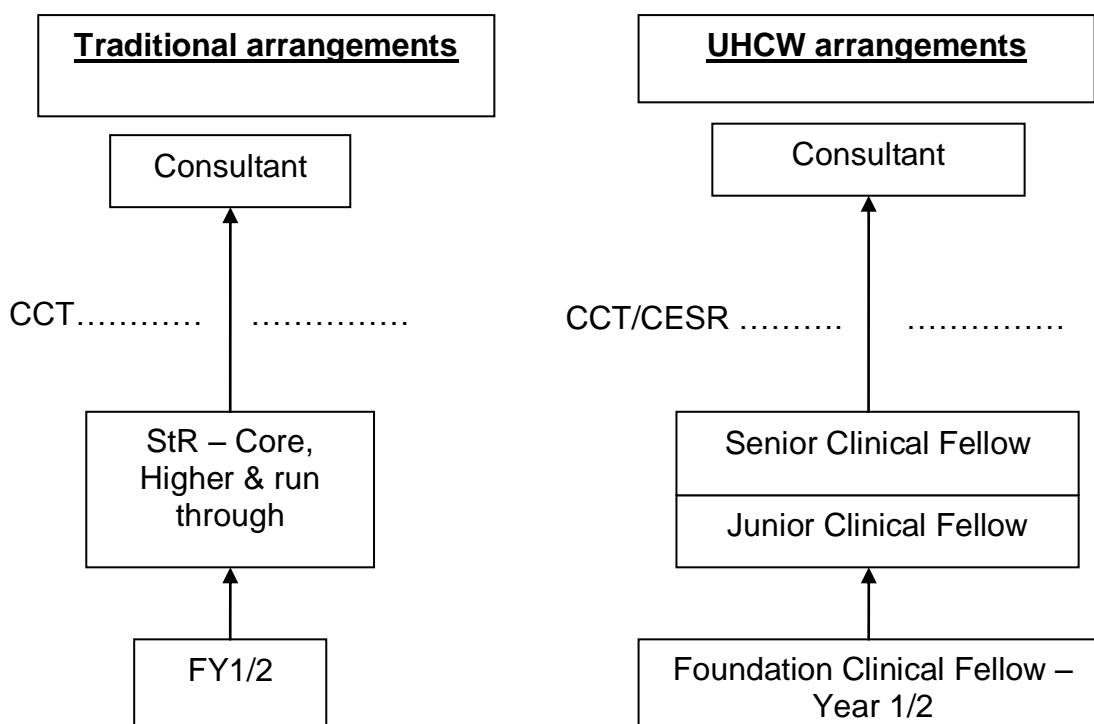 Traditional arrangements
Consultant
CCT………… ……………
StR – Core,
Higher & run
through
FY1/2
UHCW arrangements
Consultant
CCT/CESR ………. ……………
Senior Clinical Fellow
Junior Clinical Fellow
Foundation Clinical Fellow –
Year 1/2